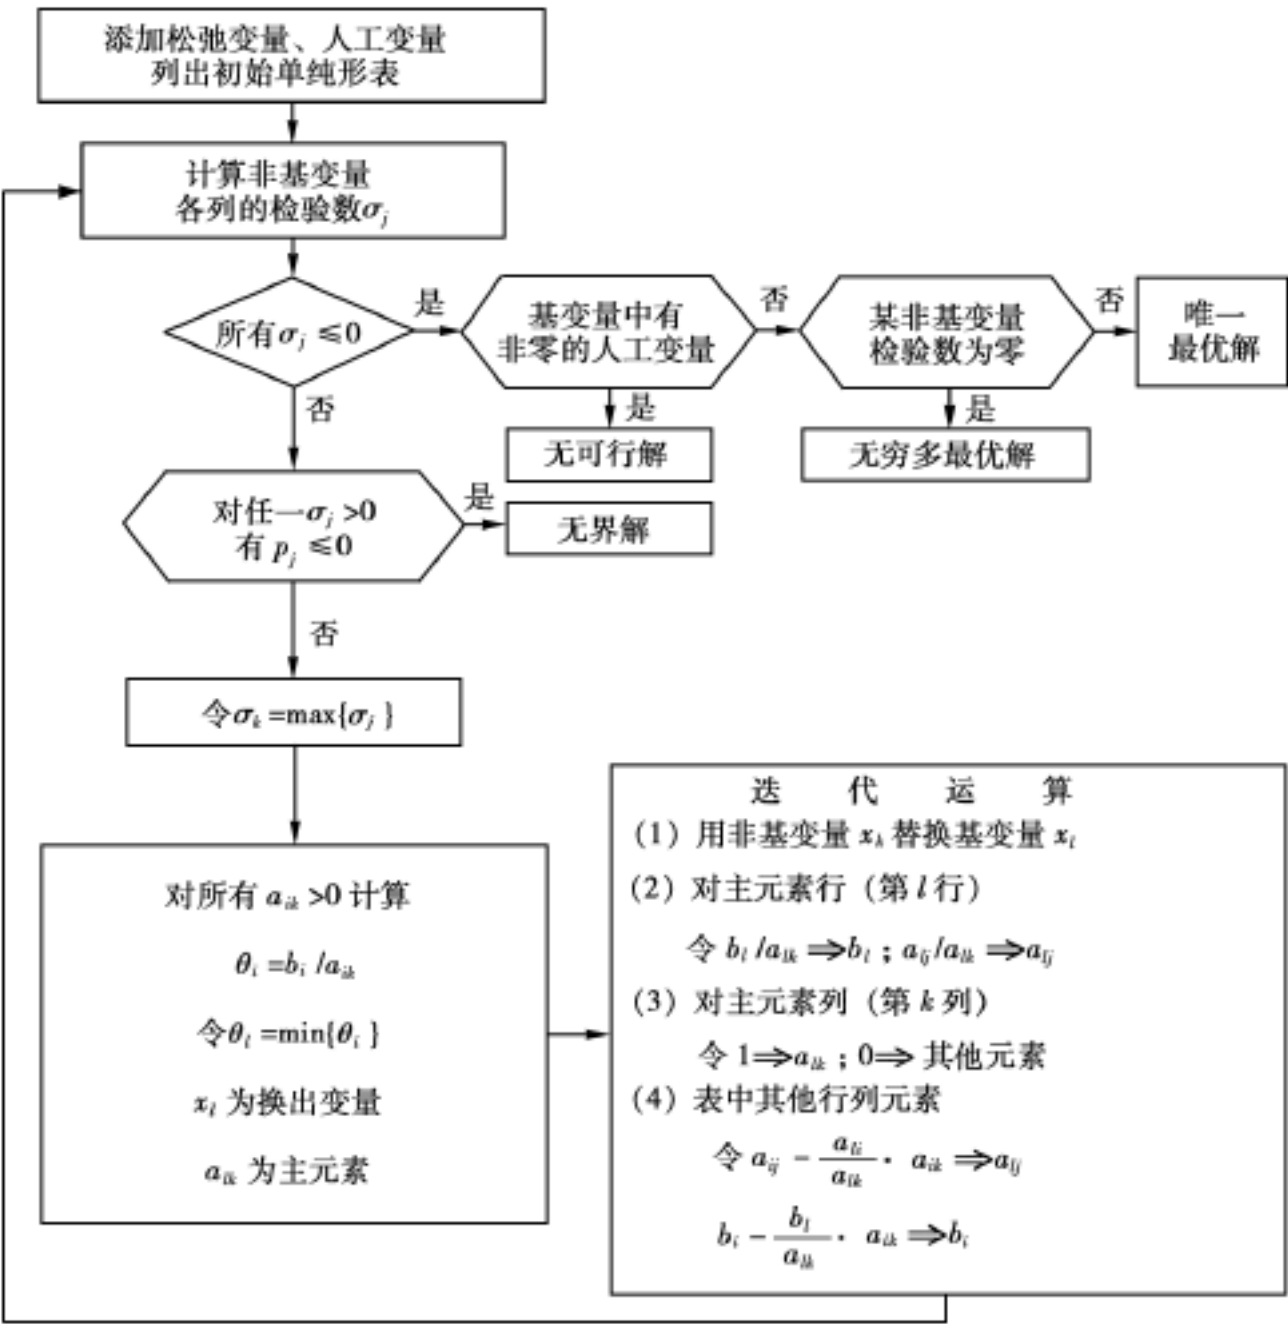 添加松弛变量、人工变量
列出初始单纯形表
计算非基变量
各列的检验数σj
所有σj ≤0
是
基变量中有
非零的人工变量
否
某非基变量
检验数为零
否
唯一
最优解
否
是
无可行解
是
无穷多最优解
对任一σj >0
有 pj ≤0
是
无界解
否
令σk =max{σj }
对所有 aik >0 计算
θi =bi /aik
令θl =min{θi }
xl 为换出变量
alk 为主元素
迭 代 运 算
(1) 用非基变量 xk 替换基变量 xl
(2) 对主元素行 (第 l 行)
令 bl /alk ⇒bl ; alj /alk ⇒alj
(3) 对主元素列 (第 k 列)
令 1⇒alk ; 0⇒ 其他元素
(4) 表中其他行列元素
令 aij − ali/alk · aik ⇒alj
bi − bl/alk · aik ⇒bi